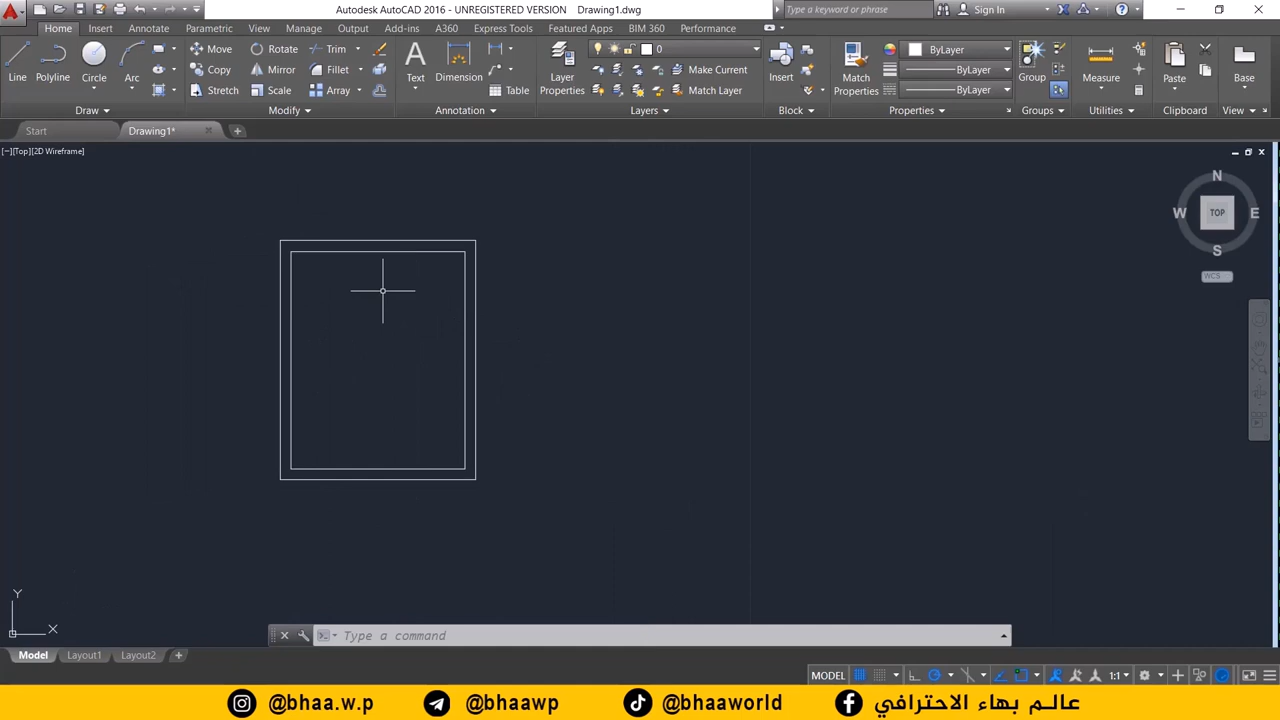 Autodesk AutoCAD 2016 - UNREGISTERED VERSION Drawing1.dwg
Type a keyword or phrase
Sign In
Home Insert Annotate Parametric View Manage Output Add-ins A360 Express Tools Featured Apps BIM 360 Performance
Line Polyline Circle Arc
Move Rotate Trim
Copy Mirror Fillet
Stretch Scale Array
Text Dimension Table
Layer Properties
0
Make Current
Match Layer
Insert
Match Properties
ByLayer
ByLayer
ByLayer
Group
Measure
Paste
Base
Draw Modify Annotation Layers Block Properties Groups Utilities Clipboard View
Start Drawing1*
[−][Top][2D Wireframe]
N
W TOP E
S
WCS
Y
X
Type a command
Model Layout1 Layout2
MODEL 1:1
@bhaa.w.p @bhaawp @bhaaworld عالم بهاء الاحترافي